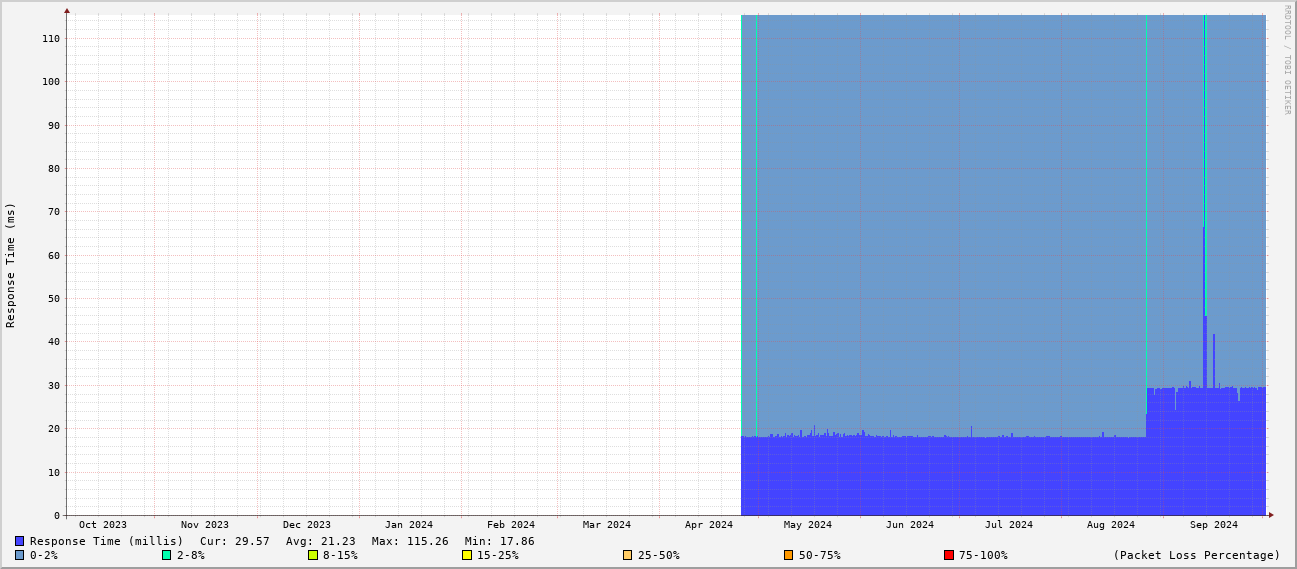 RRDTOOL / TOBI OETIKER
Response Time (ms)
110
100
90
80
70
60
50
40
30
20
10
0
Oct 2023 Nov 2023 Dec 2023 Jan 2024 Feb 2024 Mar 2024 Apr 2024 May 2024 Jun 2024 Jul 2024 Aug 2024 Sep 2024
Response Time (millis) Cur: 29.57 Avg: 21.23 Max: 115.26 Min: 17.86
0-2% 2-8% 8-15% 15-25% 25-50% 50-75% 75-100% (Packet Loss Percentage)